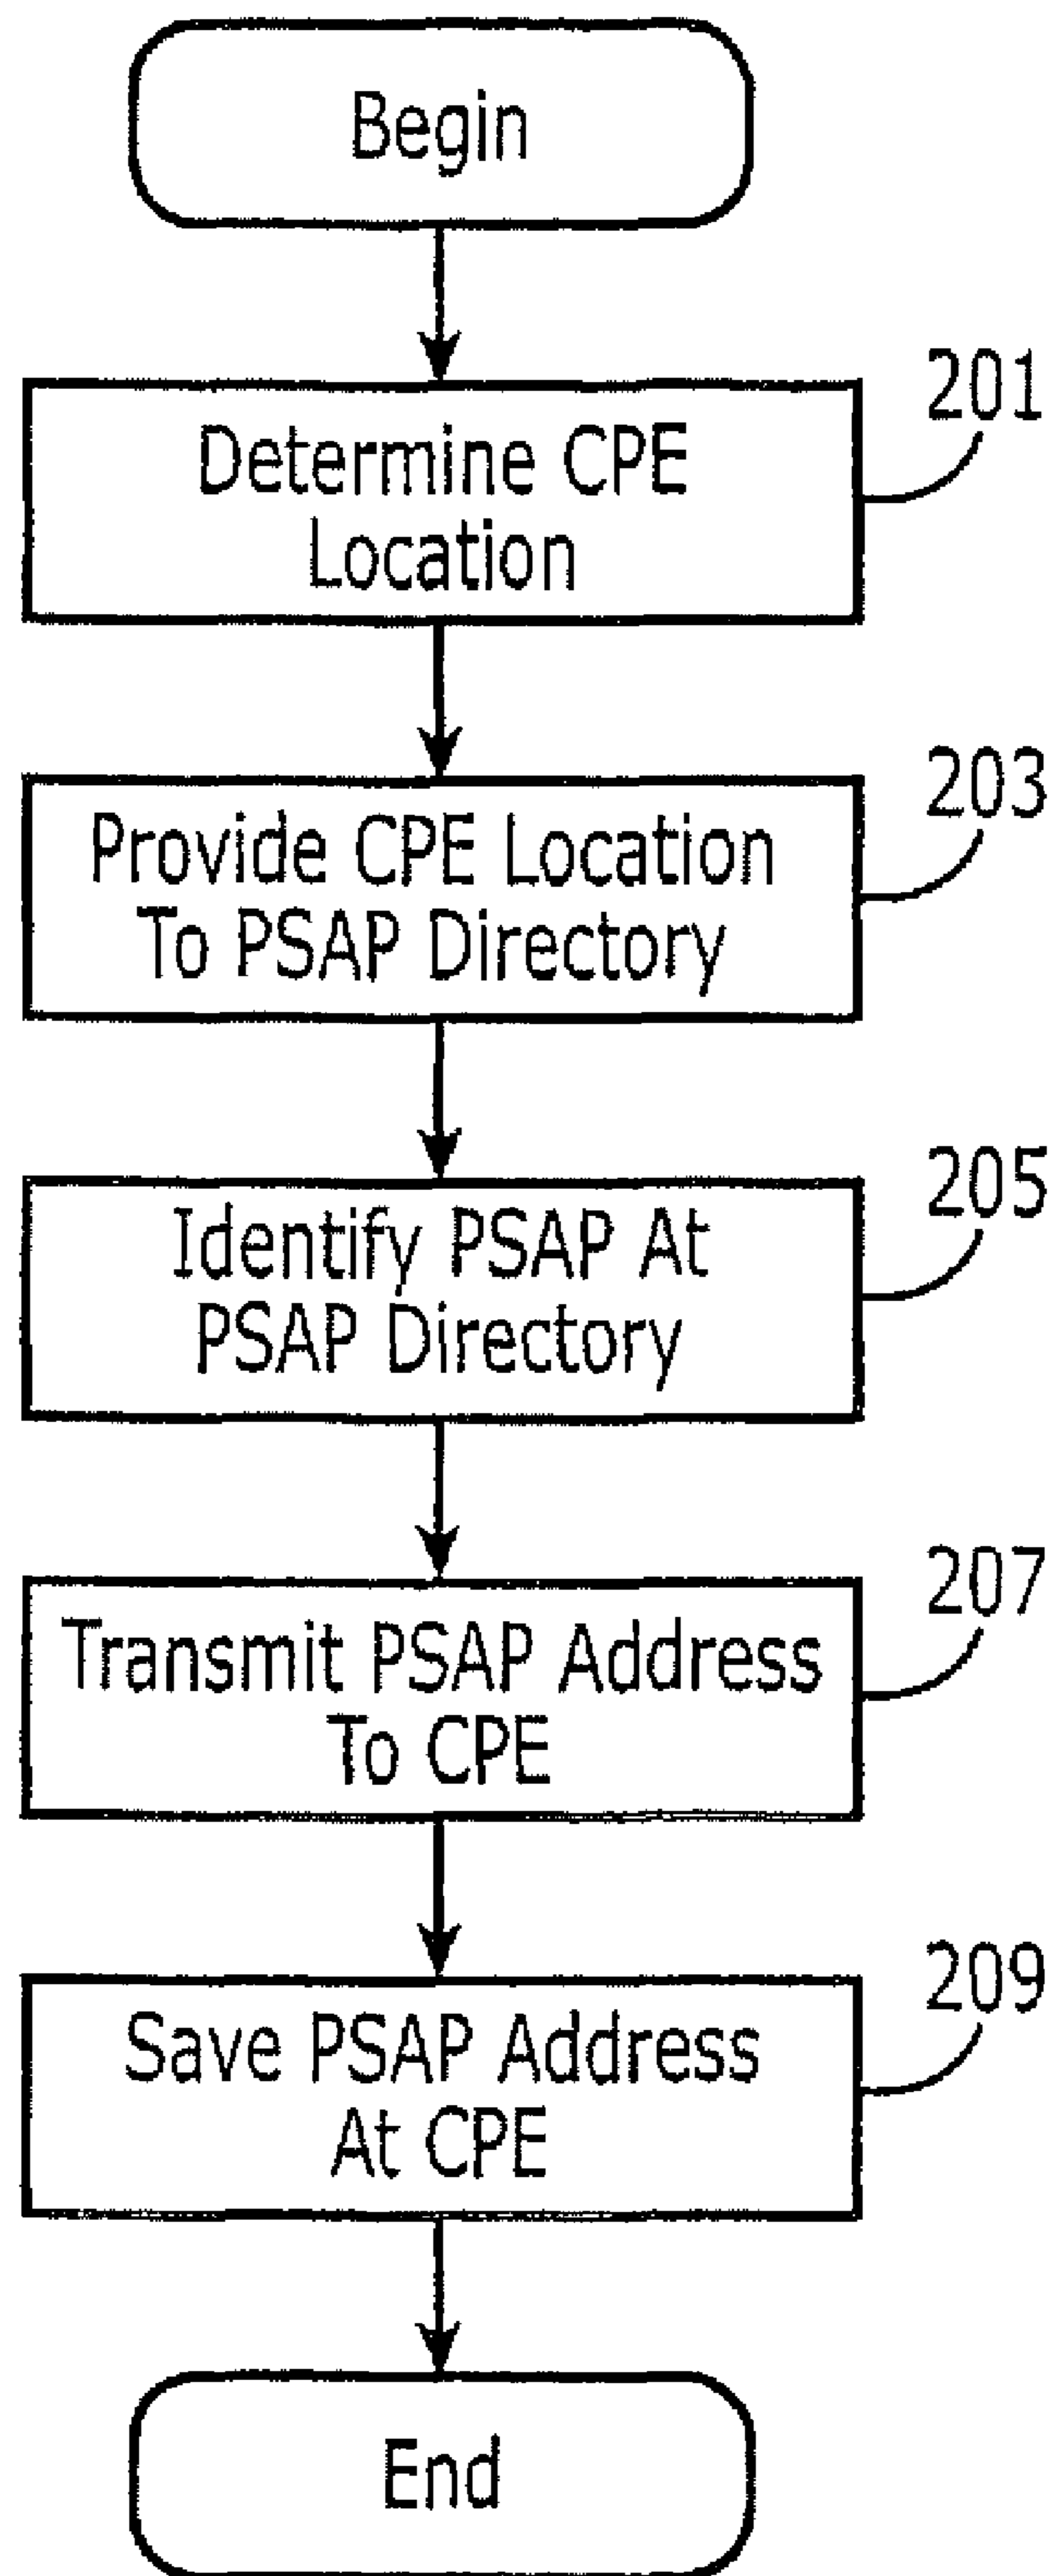 Begin
201
Determine CPE
Location
203
Provide CPE Location
To PSAP Directory
205
Identify PSAP At
PSAP Directory
207
Transmit PSAP Address
To CPE
209
Save PSAP Address
At CPE
End